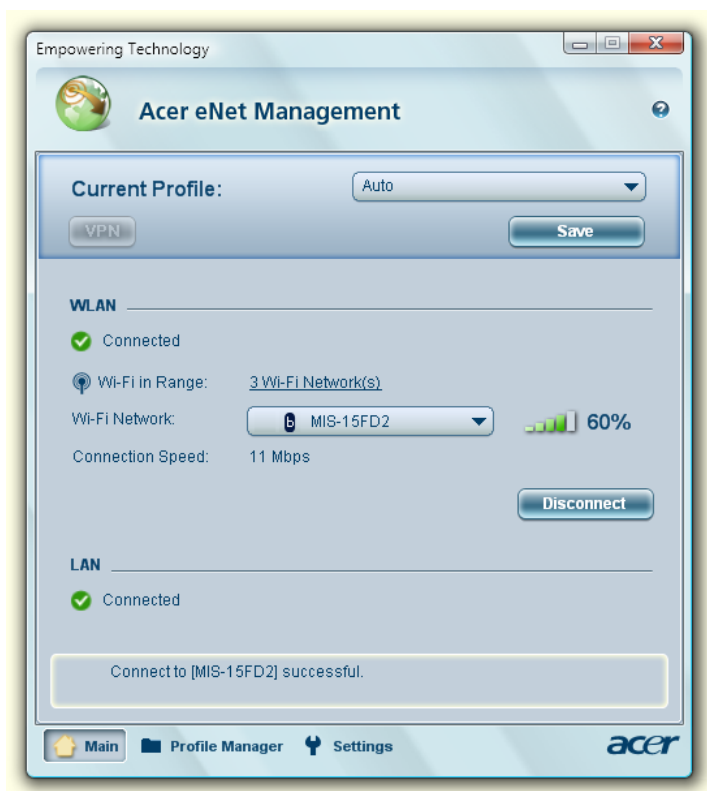 Empowering Technology
Acer eNet Management
Current Profile: Auto
VPN Save
WLAN
Connected
Wi-Fi in Range: 3 Wi-Fi Network(s)
Wi-Fi Network: b MIS-15FD2 60%
Connection Speed: 11 Mbps
Disconnect
LAN
Connected
Connect to [MIS-15FD2] successful.
Main Profile Manager Settings acer